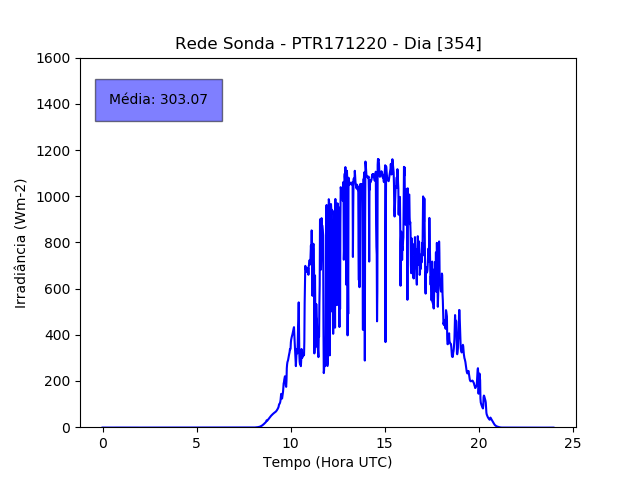 Rede Sonda - PTR171220 - Dia [354]
1600
1400
1200
1000
800
600
400
200
0
Irradiância (Wm-2)
Média: 303.07
0 5 10 15 20 25
Tempo (Hora UTC)